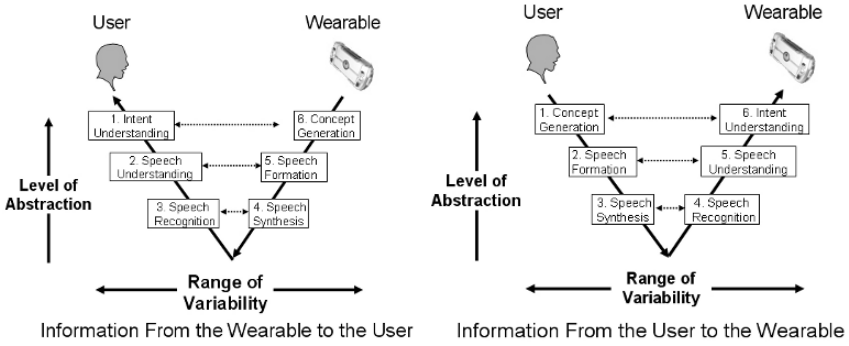 User
Wearable
1. Intent
Understanding
6. Concept
Generation
2. Speech
Understanding
5. Speech
Formation
3. Speech
Recognition
4. Speech
Synthesis
Level of
Abstraction
Range of
Variability
Information From the Wearable to the User
User
Wearable
1. Concept
Generation
6. Intent
Understanding
2. Speech
Formation
5. Speech
Understanding
3. Speech
Synthesis
4. Speech
Recognition
Level of
Abstraction
Range of
Variability
Information From the User to the Wearable